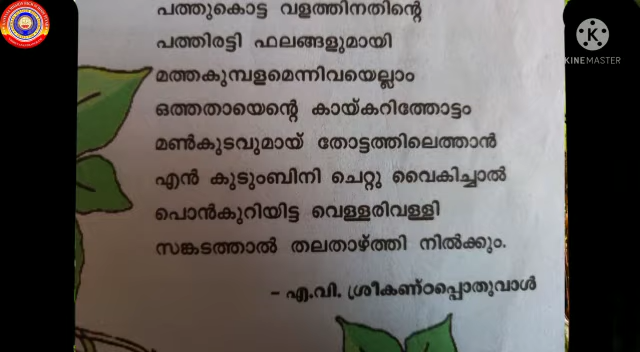 പത്തുകൊട്ട വളത്തിനതിന്റെ
പത്തിരട്ടി ഫലങ്ങളുമായി
മത്തകുമ്പളമെന്നിവയെല്ലാം
ഒത്തതായെന്റെ കായ്കറിത്തോട്ടം
മൺകുടവുമായ് തോട്ടത്തിലെത്താൻ
എൻ കുടുംബിനി ചെറ്റു വൈകിച്ചാൽ
പൊൻകുറിയിട്ട വെള്ളരിവള്ളി
സങ്കടത്താൽ തലതാഴ്ത്തി നിൽക്കും.
– എ.വി. ശ്രീകണ്ഠപ്പൊതുവാൾ
KINEMASTER